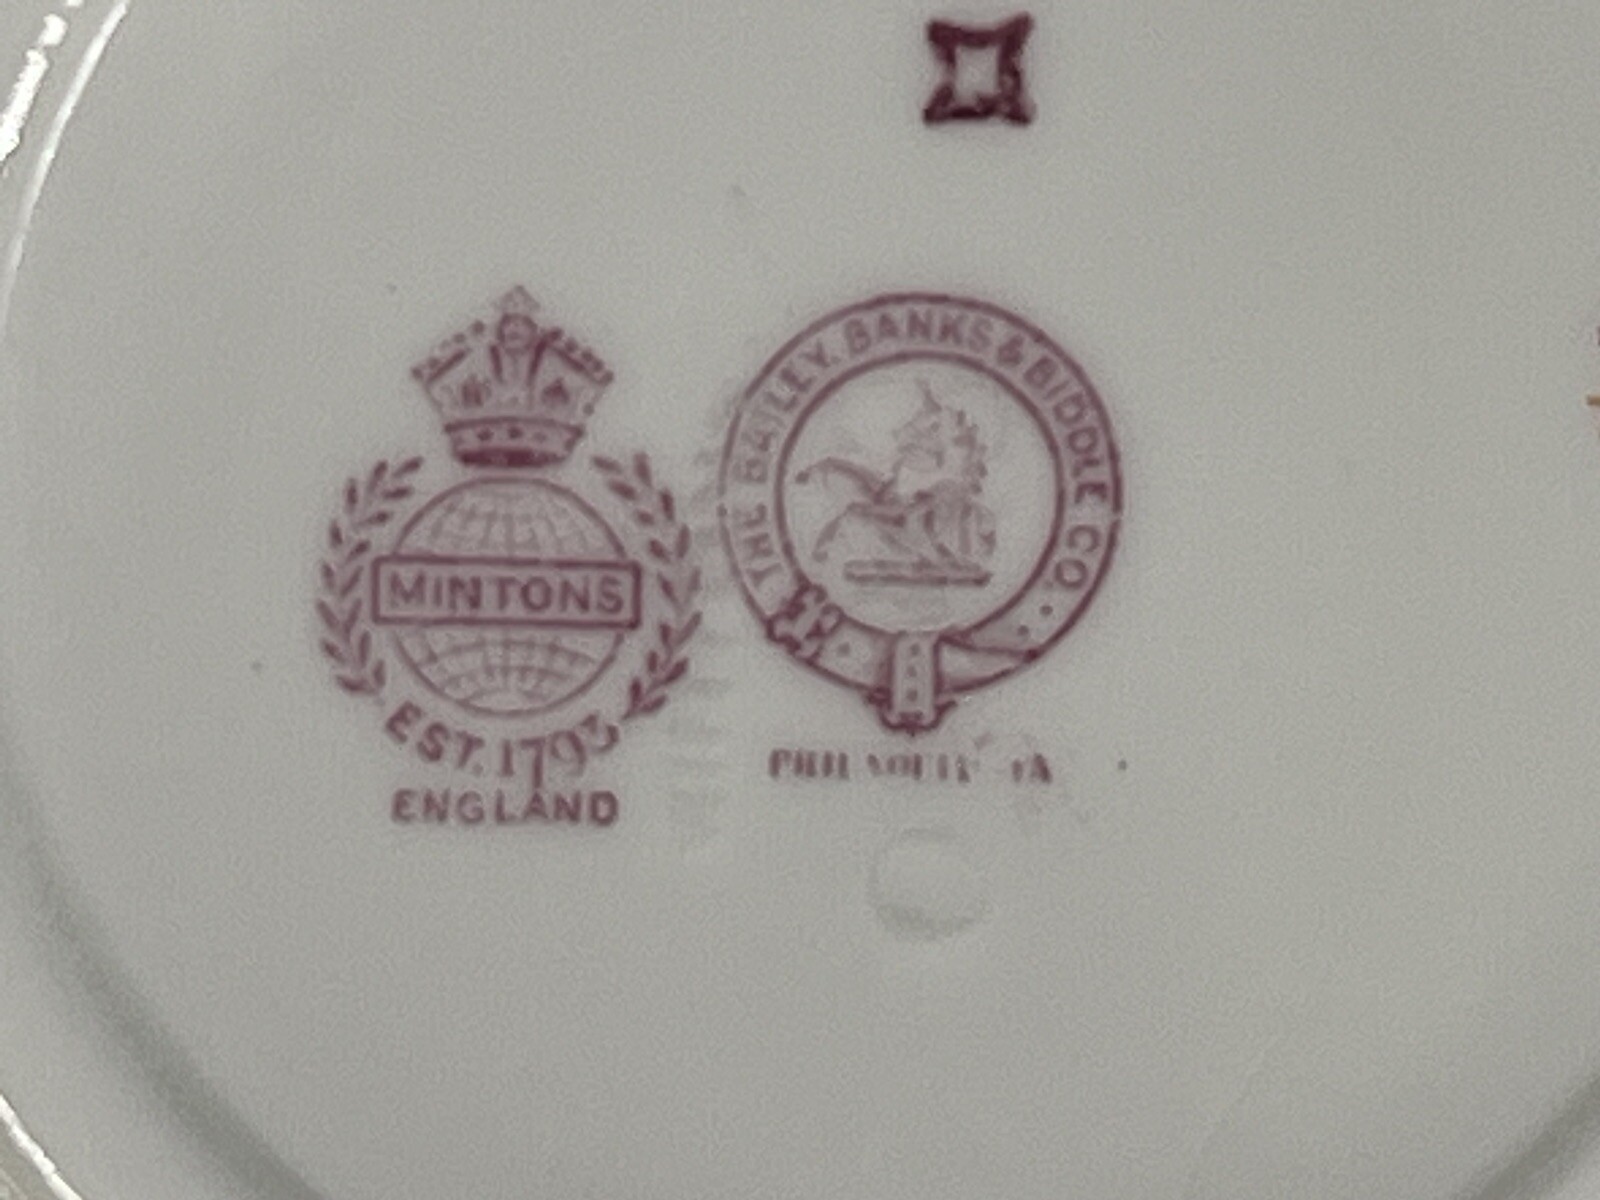 MINTONS
EST. 1793
ENGLAND
THE BAILEY, BANKS & BIDDLE CO.